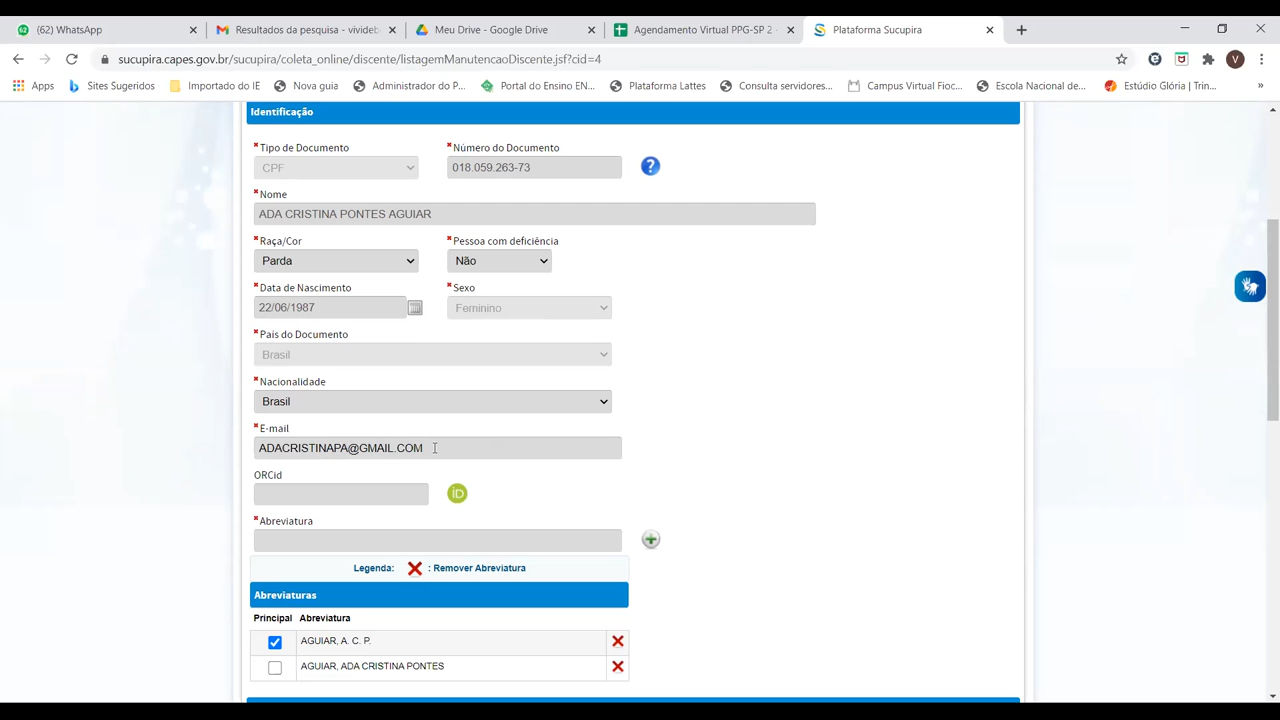 (62) WhatsApp
Resultados da pesquisa - vivideb
Meu Drive - Google Drive
Agendamento Virtual PPG-SP 2
Plataforma Sucupira
sucupira.capes.gov.br/sucupira/coleta_online/discente/listagemManutencaoDiscente.jsf?cid=4
V
Apps
Sites Sugeridos
Importado do IE
Nova guia
Administrador do P...
Portal do Ensino EN...
Plataforma Lattes
Consulta servidores...
Campus Virtual Fioc...
Escola Nacional de...
Estúdio Glória | Trin...
»
Identificação
Tipo de Documento
Número do Documento
CPF
018.059.263-73
?
Nome
ADA CRISTINA PONTES AGUIAR
Raça/Cor
Pessoa com deficiência
Parda
Não
Data de Nascimento
Sexo
22/06/1987
Feminino
País do Documento
Brasil
Nacionalidade
Brasil
E-mail
ADACRISTINAPA@GMAIL.COM
ORCid
iD
Abreviatura
Legenda: : Remover Abreviatura
Abreviaturas
Principal Abreviatura
AGUIAR, A. C. P.
AGUIAR, ADA CRISTINA PONTES